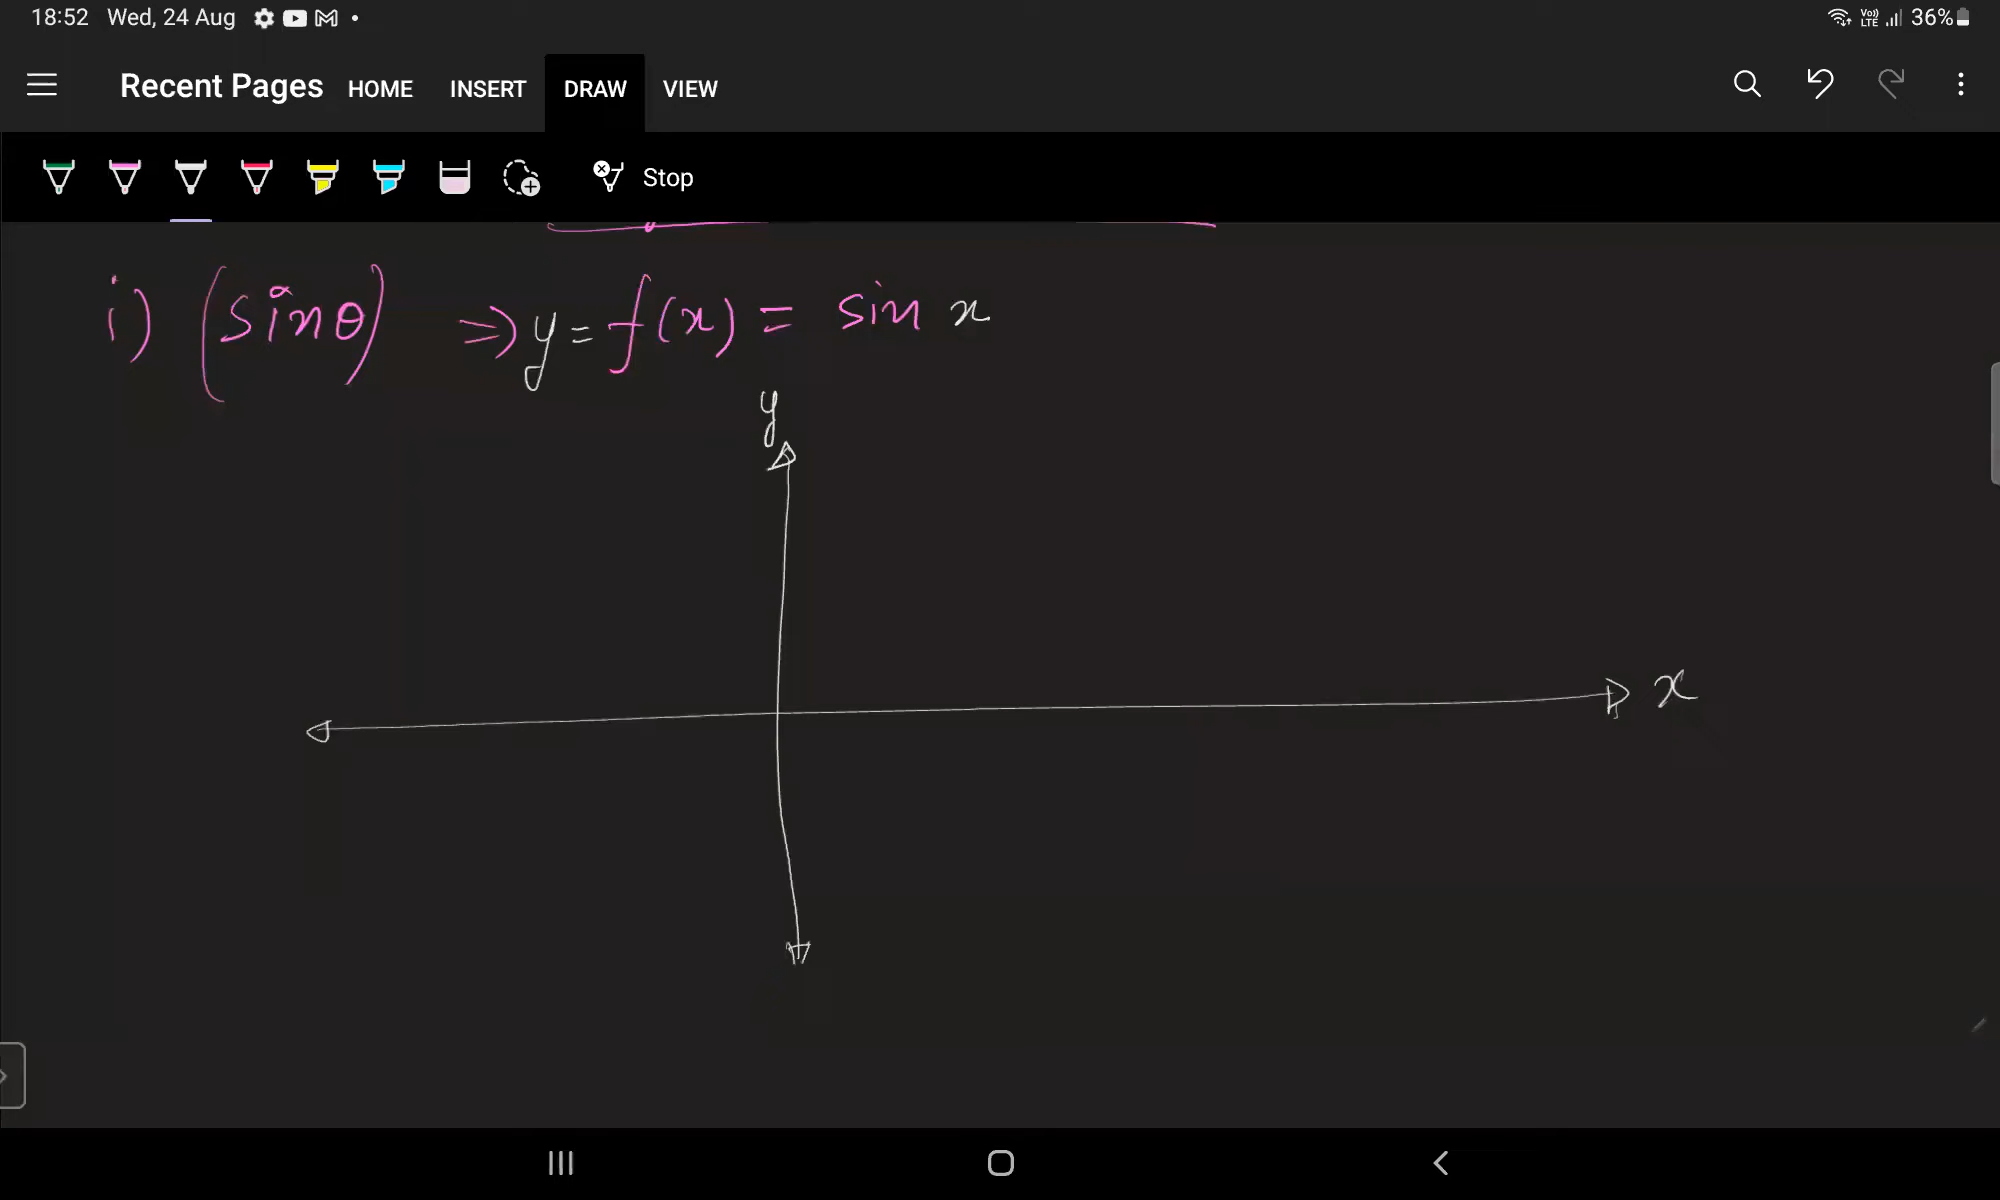 18:52 Wed, 24 Aug 36%
Recent Pages HOME INSERT DRAW VIEW
Stop
i) (sinθ) ⇒ y = f(x) = sin x
y
x